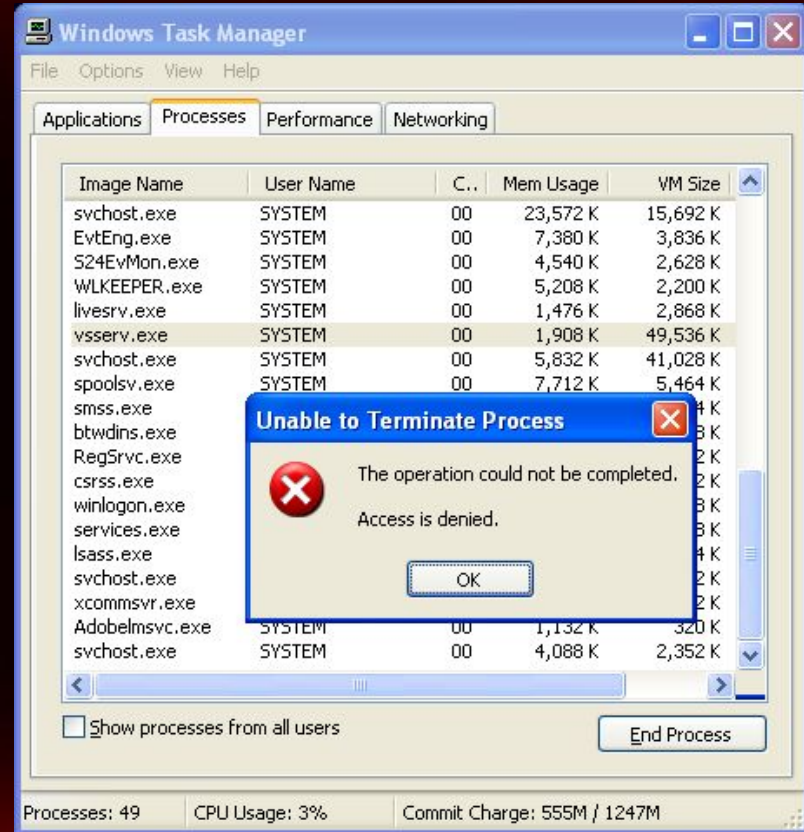 Windows Task Manager
File Options View Help
Applications Processes Performance Networking
Image Name User Name C.. Mem Usage VM Size
svchost.exe SYSTEM 00 23,572 K 15,692 K
EvtEng.exe SYSTEM 00 7,380 K 3,836 K
S24EvMon.exe SYSTEM 00 4,540 K 2,628 K
WLKEEPER.exe SYSTEM 00 5,208 K 2,200 K
livesrv.exe SYSTEM 00 1,476 K 2,868 K
vsserv.exe SYSTEM 00 1,908 K 49,536 K
svchost.exe SYSTEM 00 5,832 K 41,028 K
spoolsv.exe SYSTEM 00 7,712 K 5,464 K
smss.exe
btwdins.exe
RegSrvc.exe
csrss.exe
winlogon.exe
services.exe
lsass.exe
svchost.exe
xcommsvr.exe
Unable to Terminate Process
The operation could not be completed.
Access is denied.
OK
AdobelmsVc.exe SYSTEM 00 1,132 K 320 K
svchost.exe SYSTEM 00 4,088 K 2,352 K
Show processes from all users
End Process
Processes: 49 CPU Usage: 3% Commit Charge: 555M / 1247M